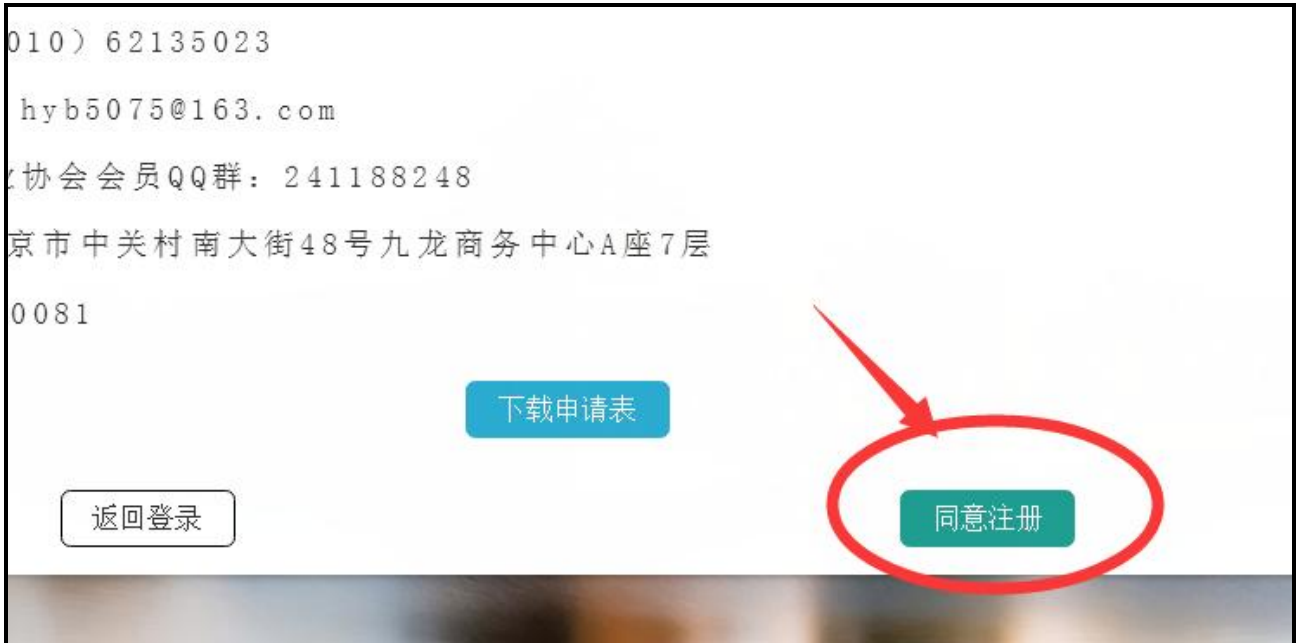 010）62135023
hyb5075@163.com
协会会员QQ群：241188248
京市中关村南大街48号九龙商务中心A座7层
0081
下载申请表
返回登录
同意注册